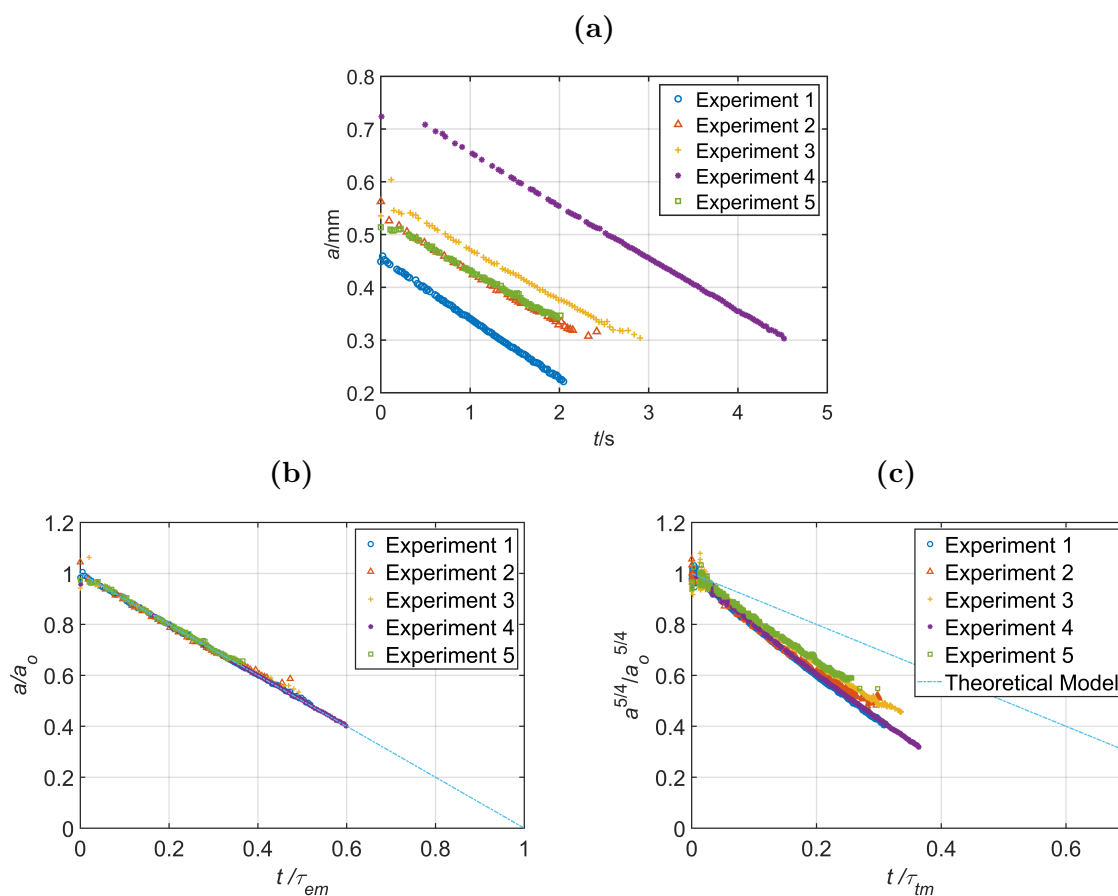 (a)
0.8
0.7
0.6
0.5
0.4
0.3
0.2
a/mm
0 1 2 3 4 5
t/s
Experiment 1
Experiment 2
Experiment 3
Experiment 4
Experiment 5
(b)
1.2
1
0.8
0.6
0.4
0.2
0
a/a_o
0 0.2 0.4 0.6 0.8 1
t/τ_em
Experiment 1
Experiment 2
Experiment 3
Experiment 4
Experiment 5
(c)
1.2
1
0.8
0.6
0.4
0.2
0
a^5/4/a_o^5/4
0 0.2 0.4 0.6
t/τ_tm
Experiment 1
Experiment 2
Experiment 3
Experiment 4
Experiment 5
Theoretical Model